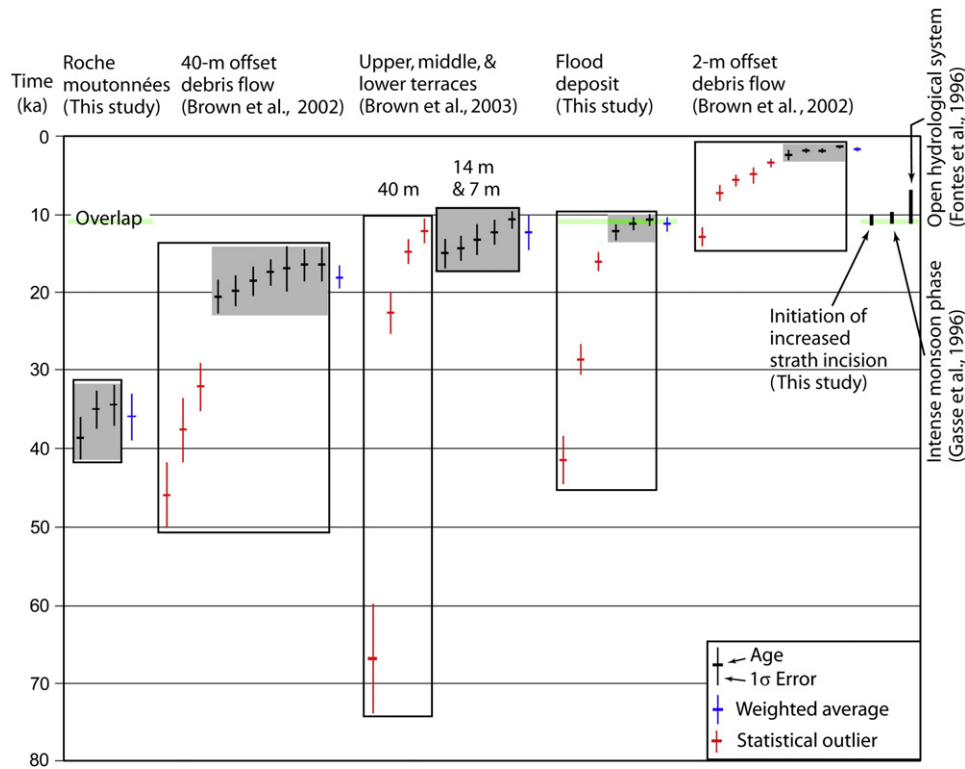 Time
(ka)
Roche
moutonnées
(This study)
40-m offset
debris flow
(Brown et al., 2002)
Upper, middle, &
lower terraces
(Brown et al., 2003)
Flood
deposit
(This study)
2-m offset
debris flow
(Brown et al., 2002)
Open hydrological system
(Fontes et al., 1996)
Intense monsoon phase
(Gasse et al., 1996)
0
10
20
30
40
50
60
70
80
Overlap
40 m
14 m
& 7 m
Initiation of
increased
strath incision
(This study)
Age
1σ Error
Weighted average
Statistical outlier